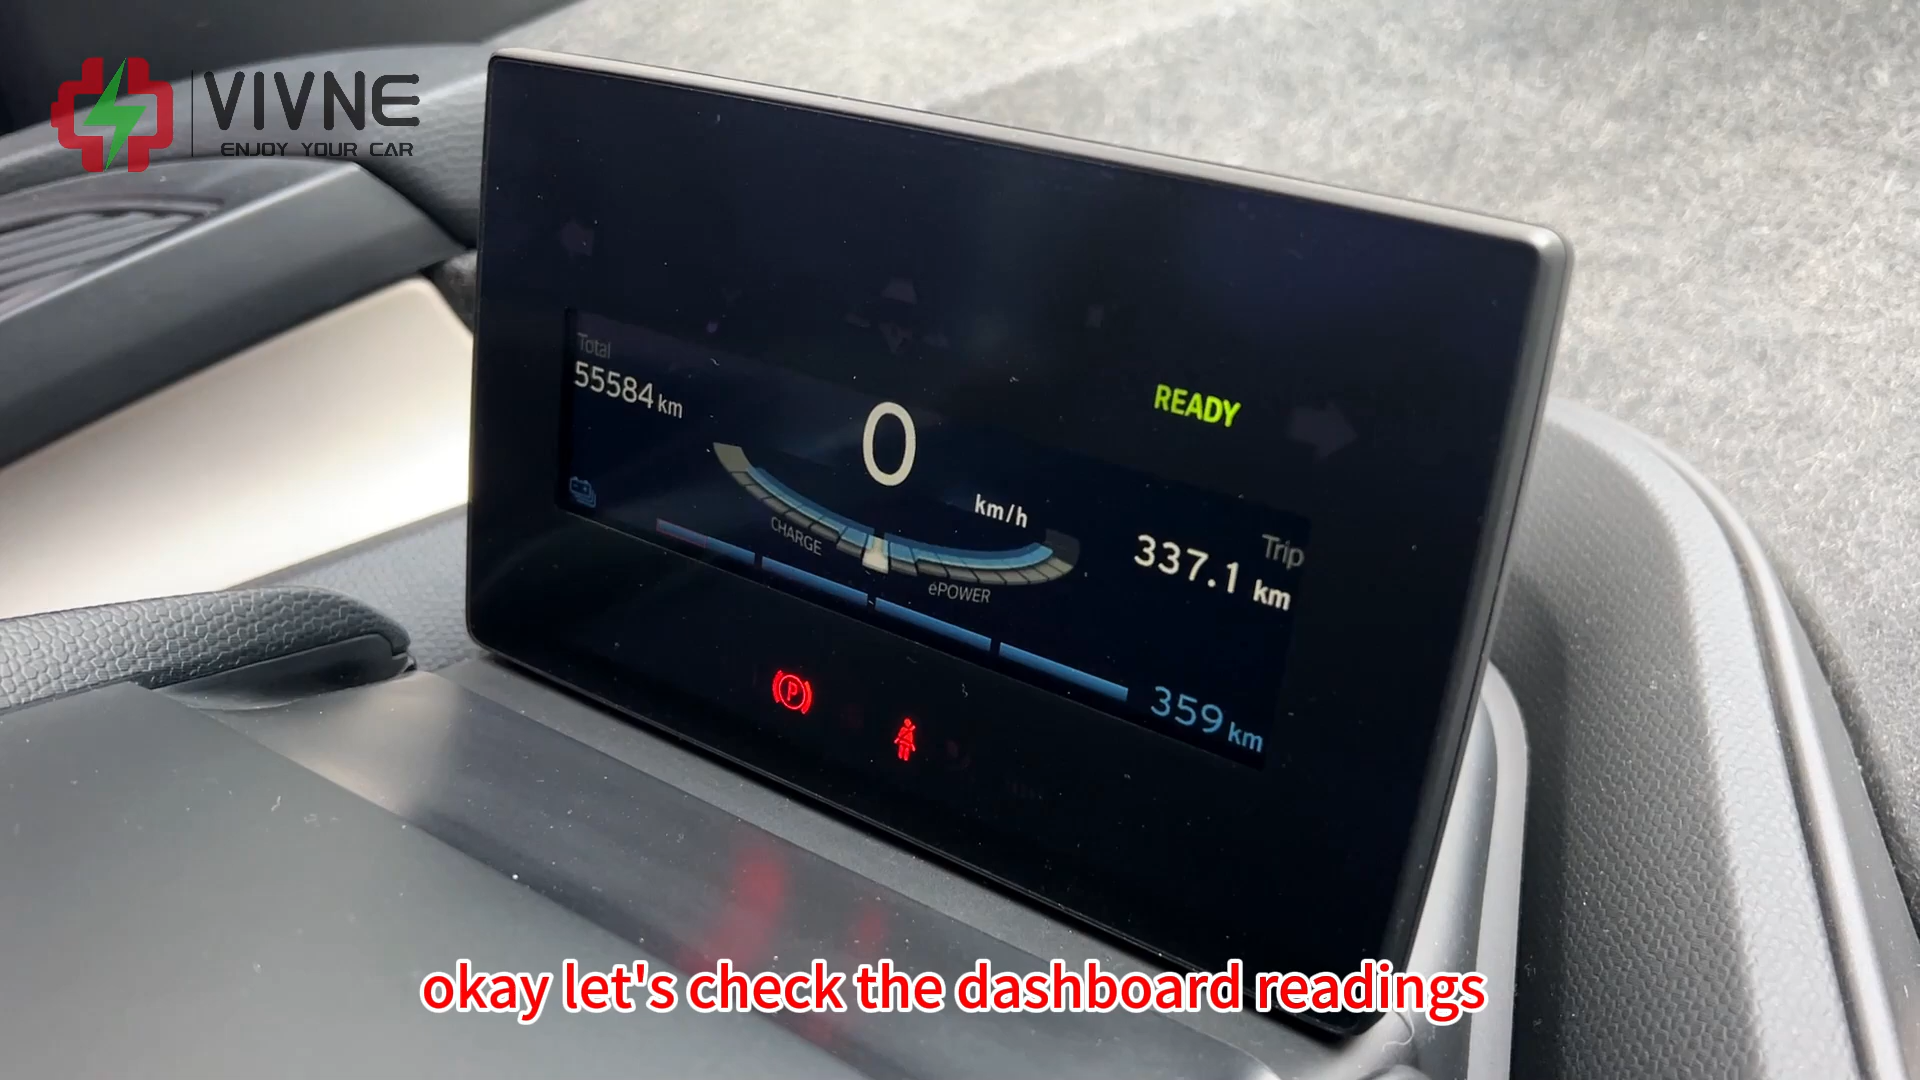 VIVNE
ENJOY YOUR CAR
Total
55584 km
0
km/h
READY
CHARGE
ePOWER
Trip
337.1 km
359 km
P
okay let's check the dashboard readings